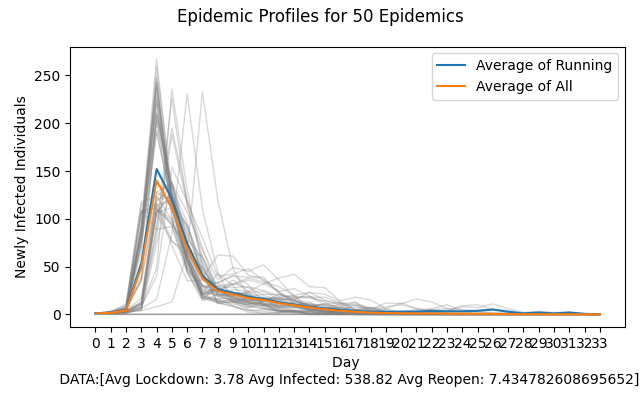 Epidemic Profiles for 50 Epidemics
Average of Running
Average of All
250
200
150
100
50
0
Newly Infected Individuals
0 1 2 3 4 5 6 7 8 9 10 11 12 13 14 15 16 17 18 19 20 21 22 23 24 25 26 27 28 29 30 31 32 33
Day
DATA:[Avg Lockdown: 3.78 Avg Infected: 538.82 Avg Reopen: 7.434782608695652]